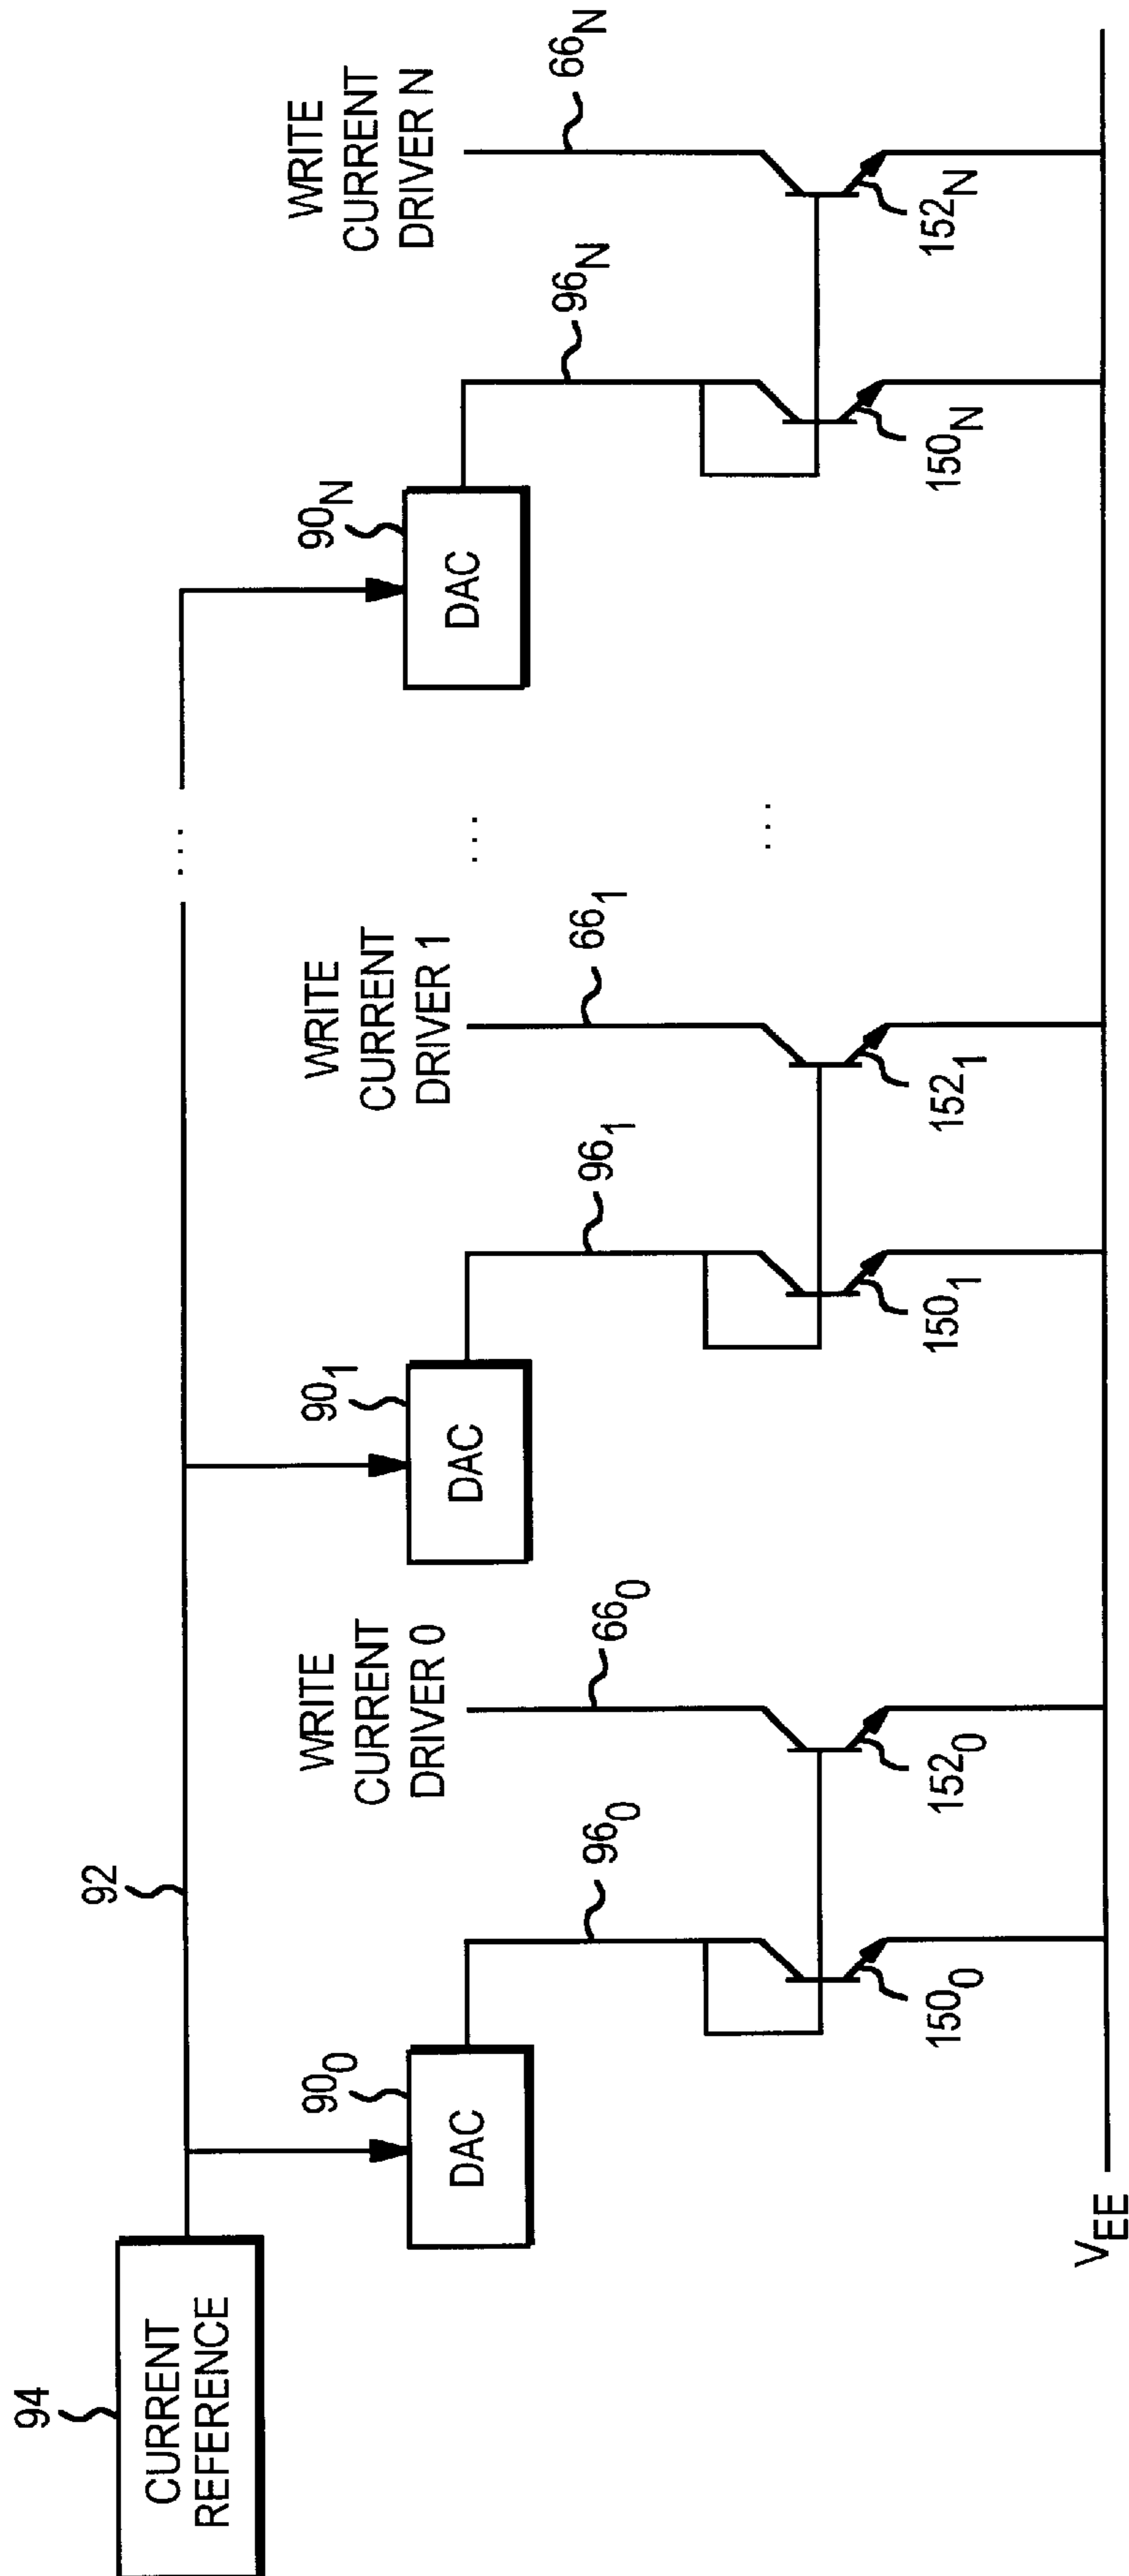 94
CURRENT
REFERENCE
92
90₀
DAC
96₀
150₀
WRITE
CURRENT
DRIVER 0
66₀
152₀
90₁
DAC
96₁
150₁
WRITE
CURRENT
DRIVER 1
66₁
152₁
...
...
...
90N
DAC
96N
150N
WRITE
CURRENT
DRIVER N
66N
152N
VEE